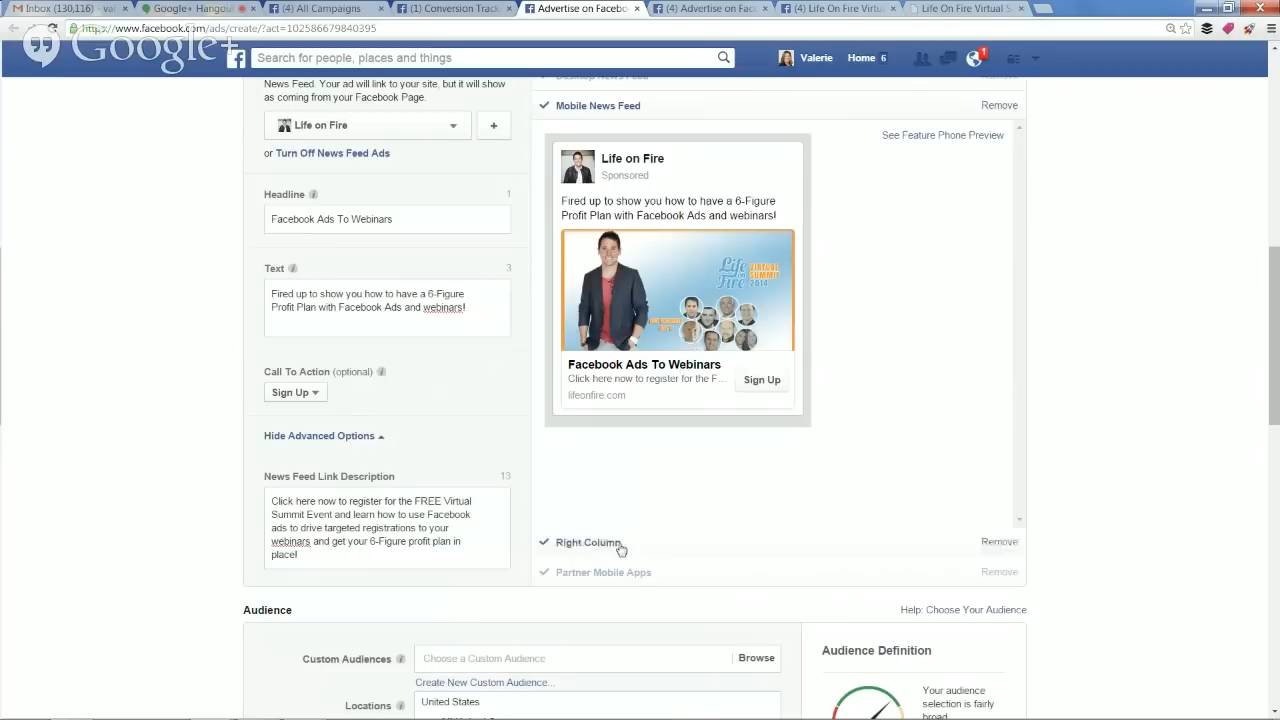 Inbox (130,116) - val
Google+ Hangout
(4) All Campaigns
(1) Conversion Track
Advertise on Facebo
(4) Advertise on Fac
(4) Life On Fire Virtua
Life On Fire Virtual S
https://www.facebook.com/ads/create/?act=102586679840395
Google+
Search for people, places and things
Valerie
Home 6
1
News Feed. Your ad will link to your site, but it will show
as coming from your Facebook Page.
Life on Fire
+
or Turn Off News Feed Ads
Headline
1
Facebook Ads To Webinars
Text
3
Fired up to show you how to have a 6-Figure
Profit Plan with Facebook Ads and webinars!
Call To Action (optional)
Sign Up
Hide Advanced Options
News Feed Link Description
13
Click here now to register for the FREE Virtual
Summit Event and learn how to use Facebook
ads to drive targeted registrations to your
webinars and get your 6-Figure profit plan in
place!
Desktop News Feed
Remove
Mobile News Feed
Remove
See Feature Phone Preview
Life on Fire
Sponsored
Fired up to show you how to have a 6-Figure
Profit Plan with Facebook Ads and webinars!
Life on Fire
VIRTUAL
SUMMIT
2014
Facebook Ads To Webinars
Click here now to register for the F...
lifeonfire.com
Sign Up
Right Column
Remove
Partner Mobile Apps
Remove
Audience
Help: Choose Your Audience
Custom Audiences
Choose a Custom Audience
Browse
Create New Custom Audience...
Locations
United States
Audience Definition
Your audience
selection is fairly
broad.